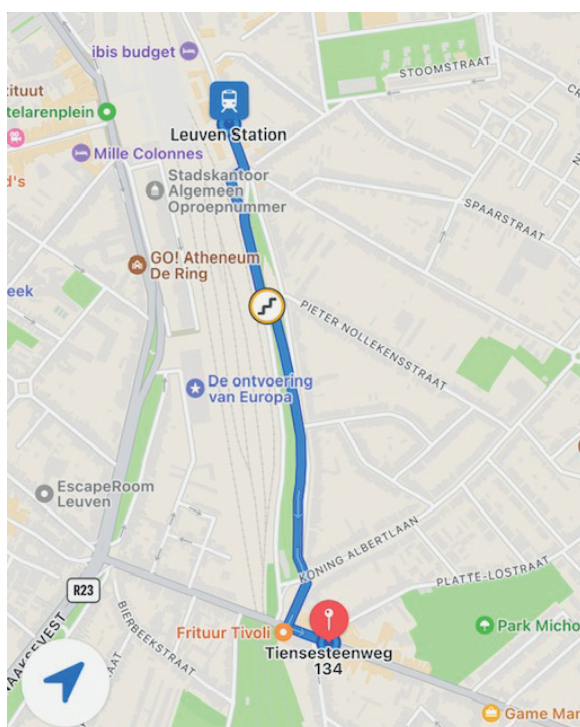 ibis budget
STOOMSTRAAT
zituut
telarenplein
Leuven Station
Mille Colonnes
d's
Stadskantoor
Algemeen
Oproepnummer
SPAARSTRAAT
GO! Atheneum
De Ring
eek
PIETER NOLLEKENSSTRAAT
De ontvoering
van Europa
EscapeRoom
Leuven
KONING ALBERTLAAN
PLATTE-LOSTRAAT
R23
BIERBEEKSTRAAT
Frituur Tivoli
Park Micho
Tiensesteenweg
134
NAAKSEVEST
Game Mar